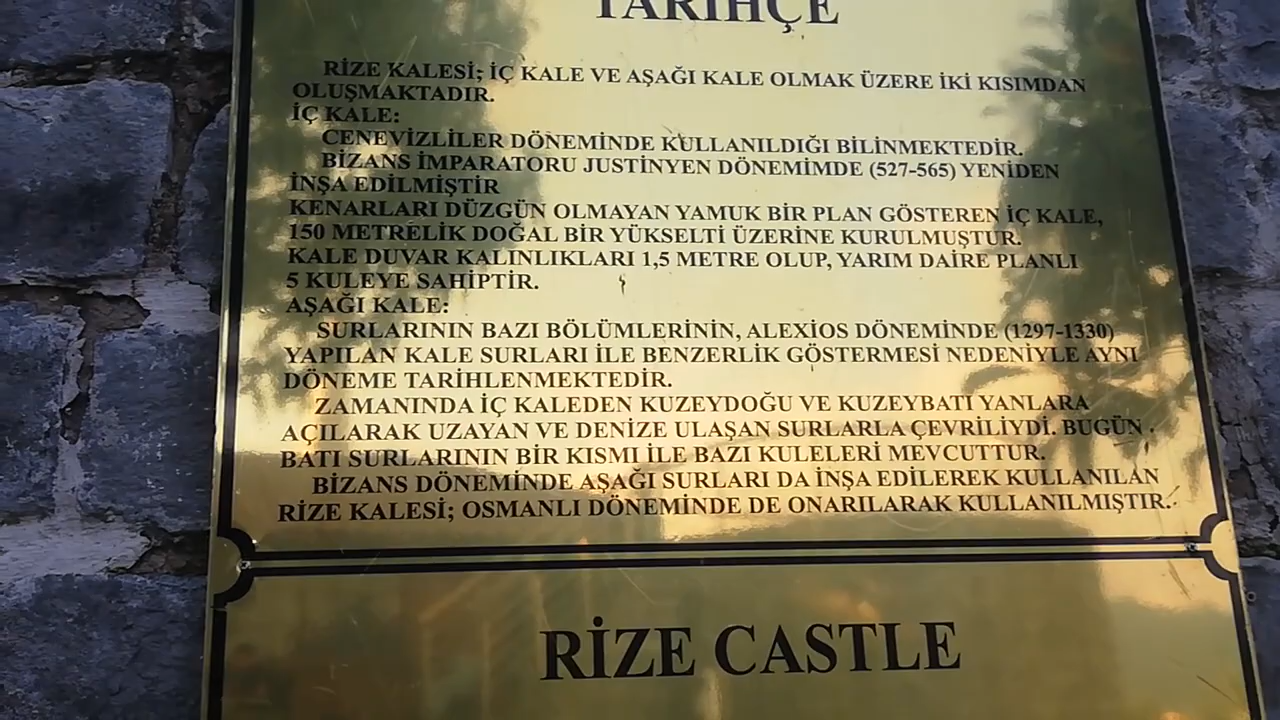 TARİHÇE
RİZE KALESİ; İÇ KALE VE AŞAĞI KALE OLMAK ÜZERE İKİ KISIMDAN
OLUŞMAKTADIR.
İÇ KALE:
CENEVİZLİLER DÖNEMİNDE KULLANILDIĞI BİLİNMEKTEDİR.
BİZANS İMPARATORU JUSTİNYEN DÖNEMİMDE (527-565) YENİDEN
İNŞA EDİLMİŞTİR
KENARLARI DÜZGÜN OLMAYAN YAMUK BİR PLAN GÖSTEREN İÇ KALE,
150 METRELİK DOĞAL BİR YÜKSELTİ ÜZERİNE KURULMUŞTUR.
KALE DUVAR KALINLIKLARI 1,5 METRE OLUP, YARIM DAİRE PLANLI
5 KULEYE SAHİPTİR.
AŞAĞI KALE:
SURLARININ BAZI BÖLÜMLERİNİN, ALEXİOS DÖNEMİNDE (1297-1330)
YAPILAN KALE SURLARI İLE BENZERLİK GÖSTERMESİ NEDENİYLE AYNI
DÖNEME TARİHLENMEKTEDİR.
ZAMANINDA İÇ KALEDEN KUZEYDOĞU VE KUZEYBATI YANLARA
AÇILARAK UZAYAN VE DENİZE ULAŞAN SURLARLA ÇEVRİLİYDİ. BUGÜN
BATI SURLARININ BİR KISMI İLE BAZI KULELERİ MEVCUTTUR.
BİZANS DÖNEMİNDE AŞAĞI SURLARI DA İNŞA EDİLEREK KULLANILAN
RİZE KALESİ; OSMANLI DÖNEMİNDE DE ONARILARAK KULLANILMIŞTIR.
RİZE CASTLE